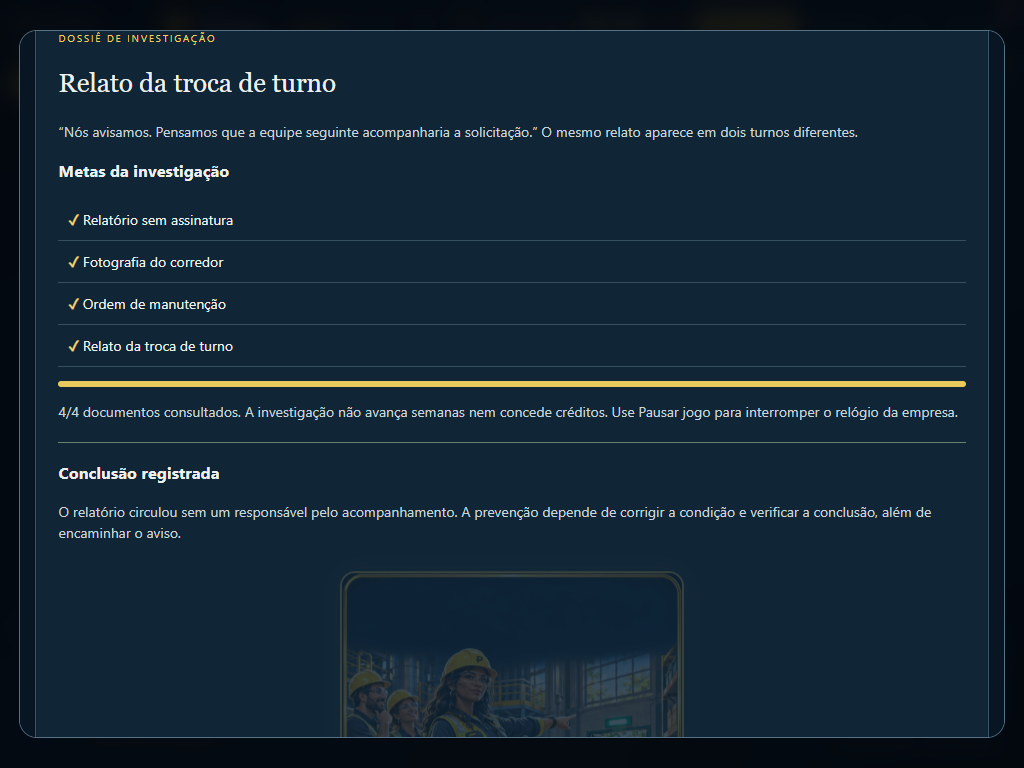 DOSSIÊ DE INVESTIGAÇÃO
Relato da troca de turno
“Nós avisamos. Pensamos que a equipe seguinte acompanharia a solicitação.” O mesmo relato aparece em dois turnos diferentes.
Metas da investigação
✓ Relatório sem assinatura
✓ Fotografia do corredor
✓ Ordem de manutenção
✓ Relato da troca de turno
4/4 documentos consultados. A investigação não avança semanas nem concede créditos. Use Pausar jogo para interromper o relógio da empresa.
Conclusão registrada
O relatório circulou sem um responsável pelo acompanhamento. A prevenção depende de corrigir a condição e verificar a conclusão, além de
encaminhar o aviso.